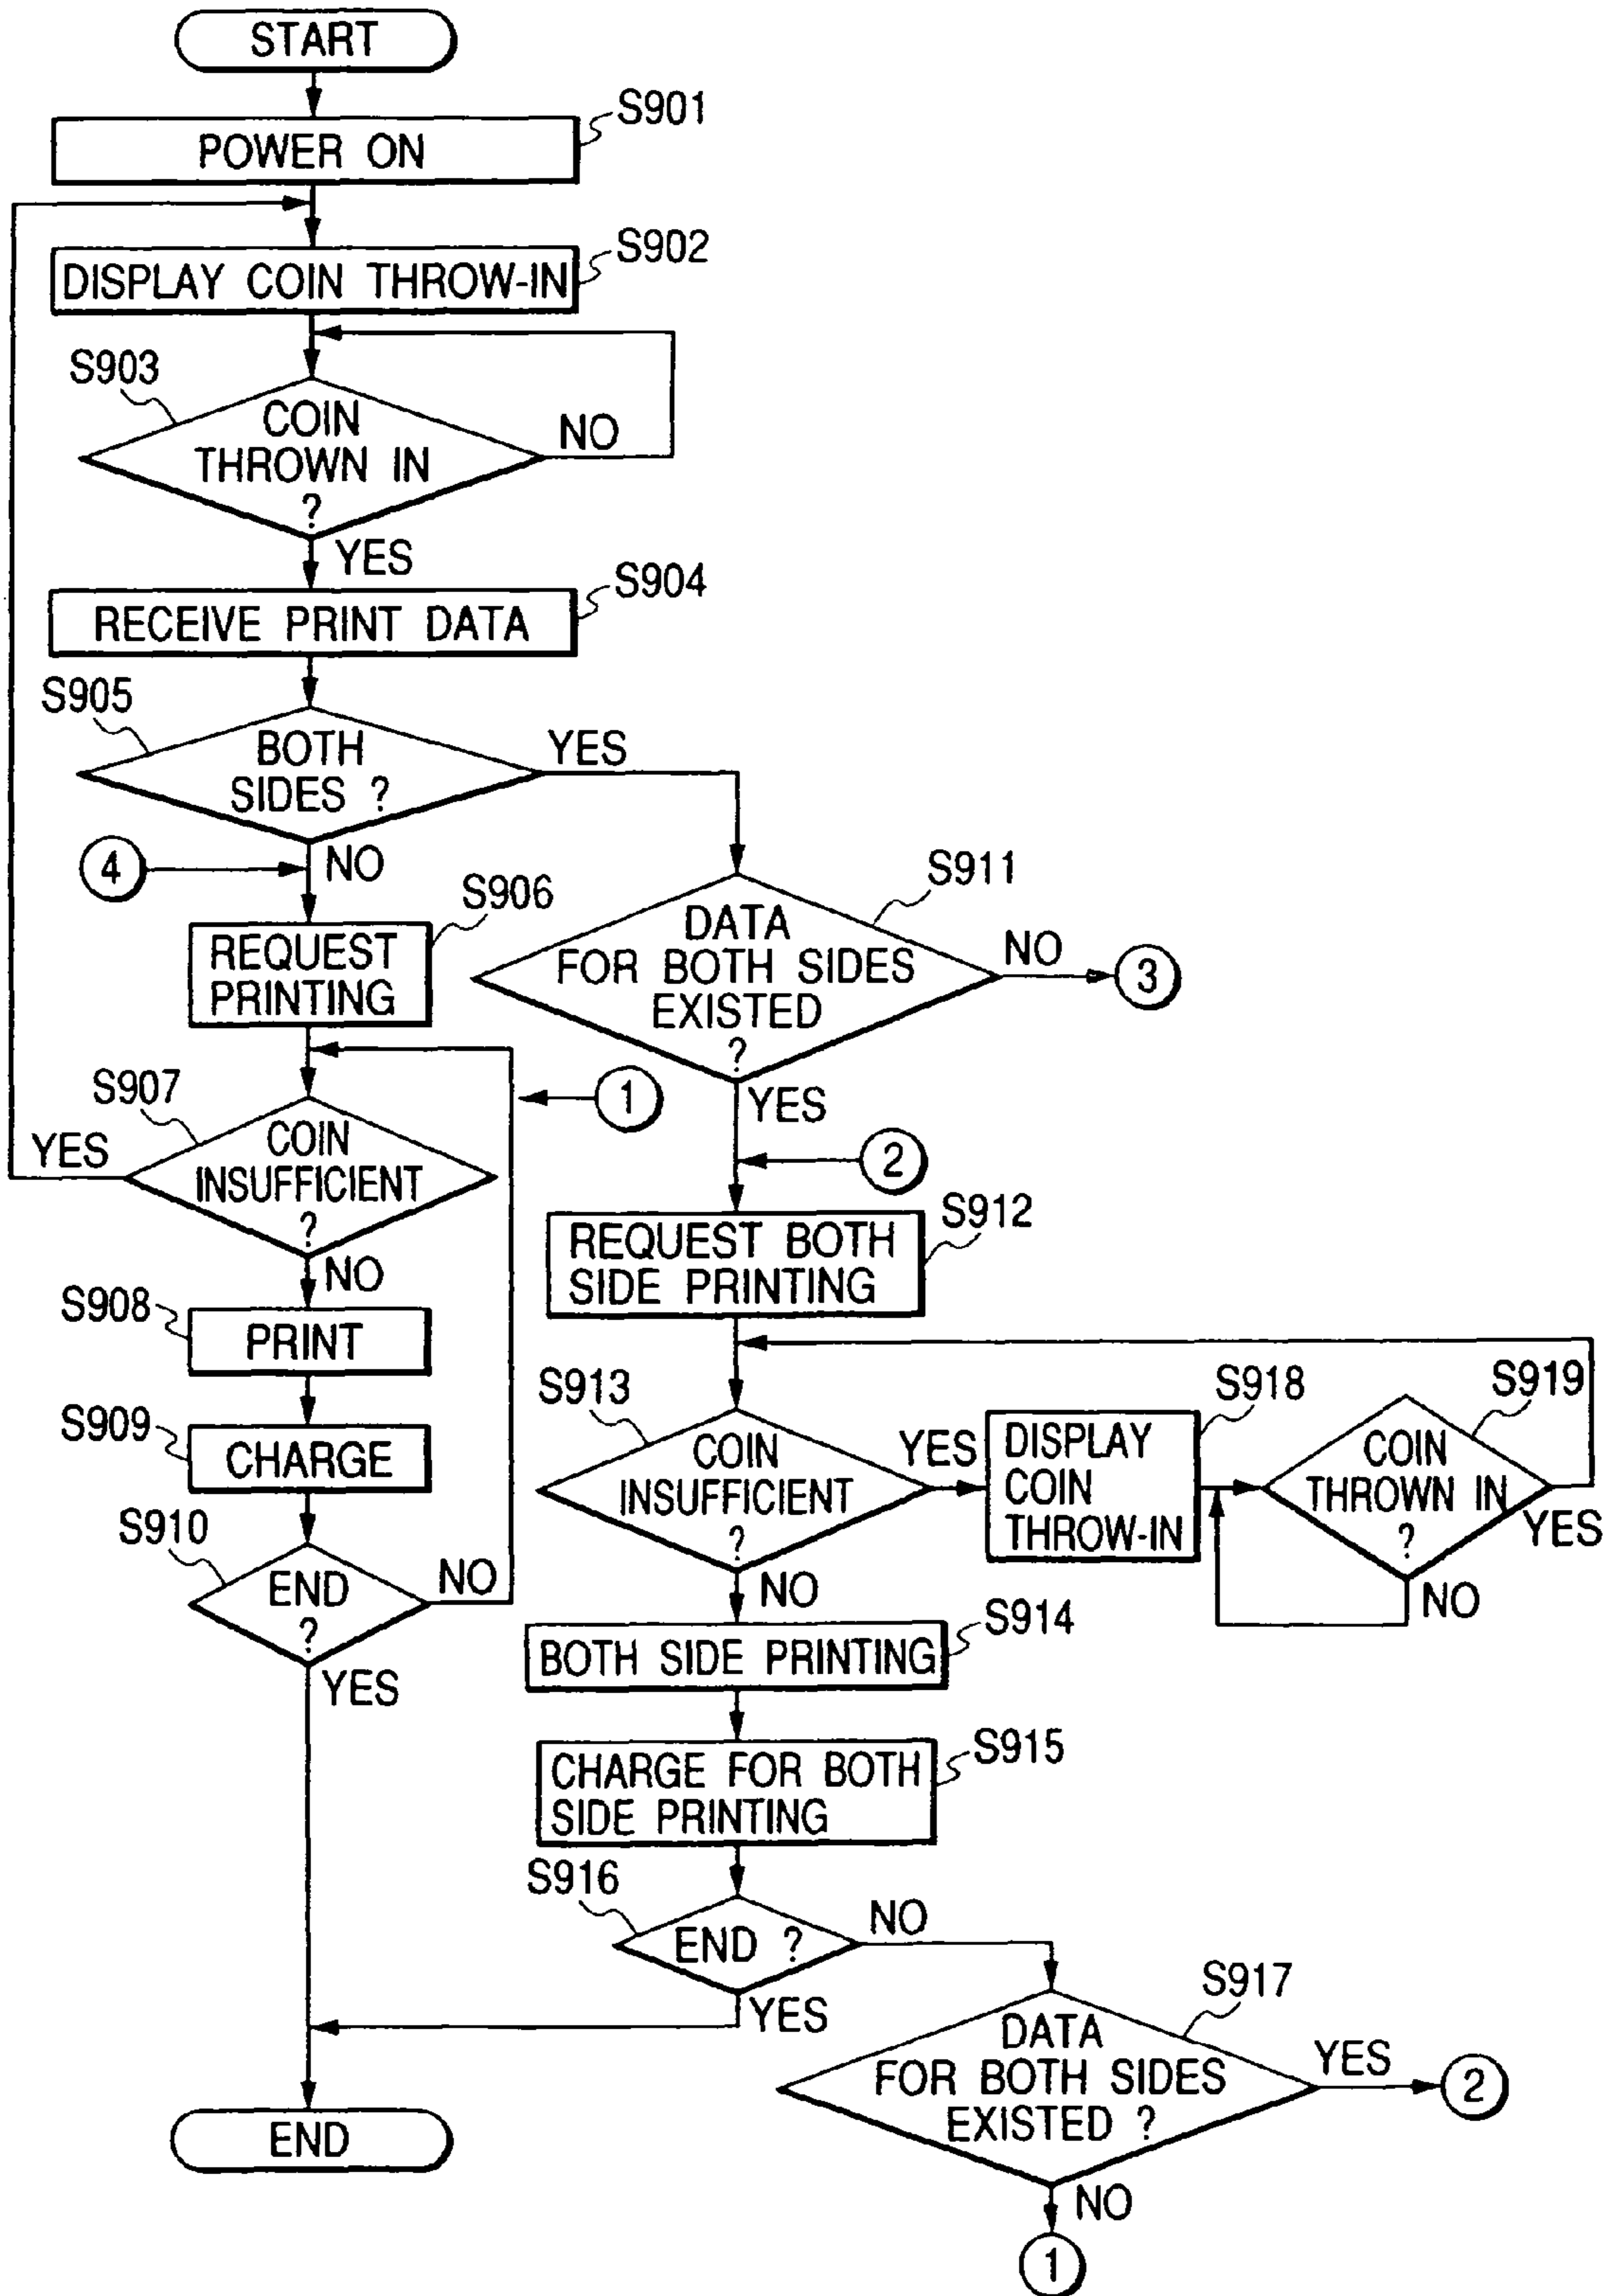 START
S901
POWER ON
S902
DISPLAY COIN THROW-IN
S903
COIN
THROWN IN
?
NO
YES
S904
RECEIVE PRINT DATA
S905
BOTH
SIDES ?
YES
NO
4
S906
REQUEST
PRINTING
S911
DATA
FOR BOTH SIDES
EXISTED
?
NO
3
YES
1
2
S907
COIN
INSUFFICIENT
?
YES
NO
S908
PRINT
S909
CHARGE
S910
END
?
NO
YES
S912
REQUEST BOTH
SIDE PRINTING
S913
COIN
INSUFFICIENT
?
YES
NO
S918
DISPLAY
COIN
THROW-IN
S919
COIN
THROWN IN
?
YES
NO
S914
BOTH SIDE PRINTING
S915
CHARGE FOR BOTH
SIDE PRINTING
S916
END ?
NO
YES
S917
DATA
FOR BOTH SIDES
EXISTED ?
YES
2
NO
1
END